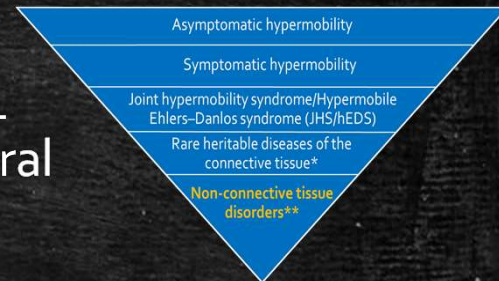 Asymptomatic hypermobility
Symptomatic hypermobility
Joint hypermobility syndrome/Hypermobile
Ehlers–Danlos syndrome (JHS/hEDS)
Rare heritable diseases of the
connective tissue*
Non-connective tissue
disorders**